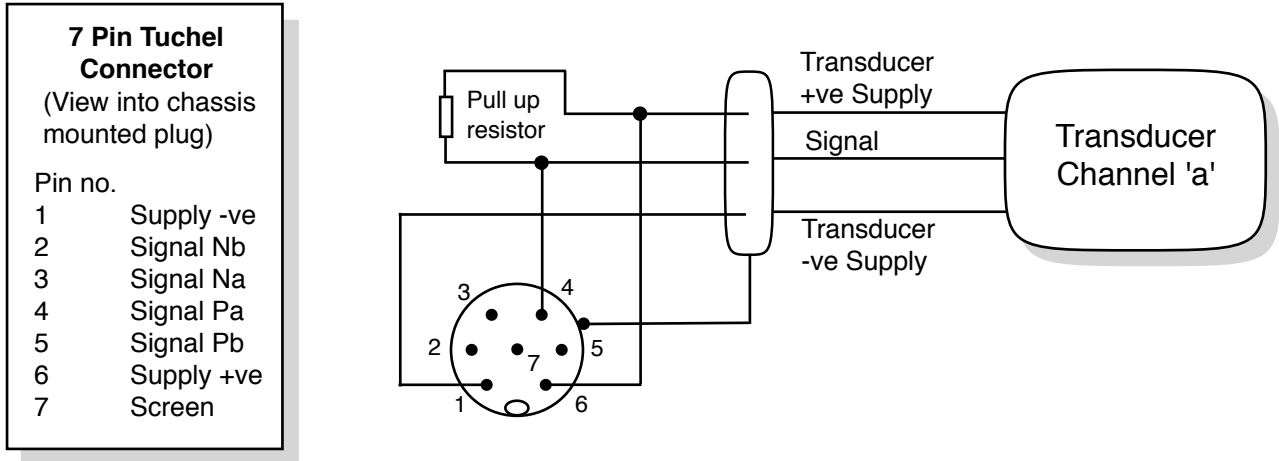 7 Pin Tuchel
Connector
(View into chassis
mounted plug)
Pin no.
1 Supply -ve
2 Signal Nb
3 Signal Na
4 Signal Pa
5 Signal Pb
6 Supply +ve
7 Screen
Pull up
resistor
Transducer
+ve Supply
Signal
Transducer
-ve Supply
Transducer
Channel 'a'
3
4
2
7
5
1
6